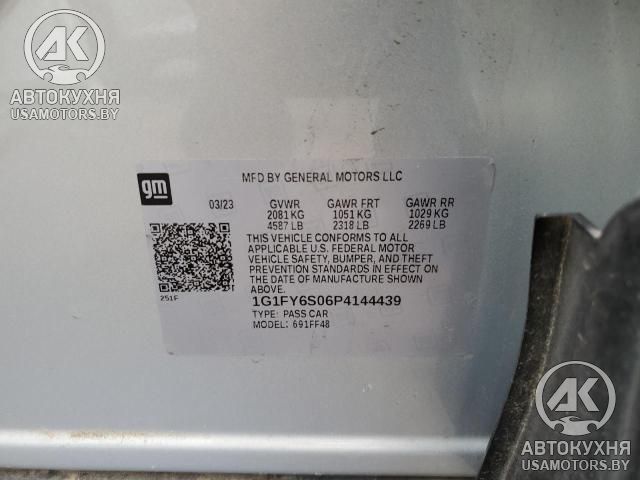 АК
АВТОКУХНЯ
USAMOTORS.BY
gm
MFD BY GENERAL MOTORS LLC
03/23 GVWR GAWR FRT GAWR RR
2081 KG 1051 KG 1029 KG
4587 LB 2318 LB 2269 LB
THIS VEHICLE CONFORMS TO ALL
APPLICABLE U.S. FEDERAL MOTOR
VEHICLE SAFETY, BUMPER, AND THEFT
PREVENTION STANDARDS IN EFFECT ON
THE DATE OF MANUFACTURE SHOWN
ABOVE.
251F
1G1FY6S06P4144439
TYPE: PASS CAR
MODEL: 691FF48
АК
АВТОКУХНЯ
USAMOTORS.BY